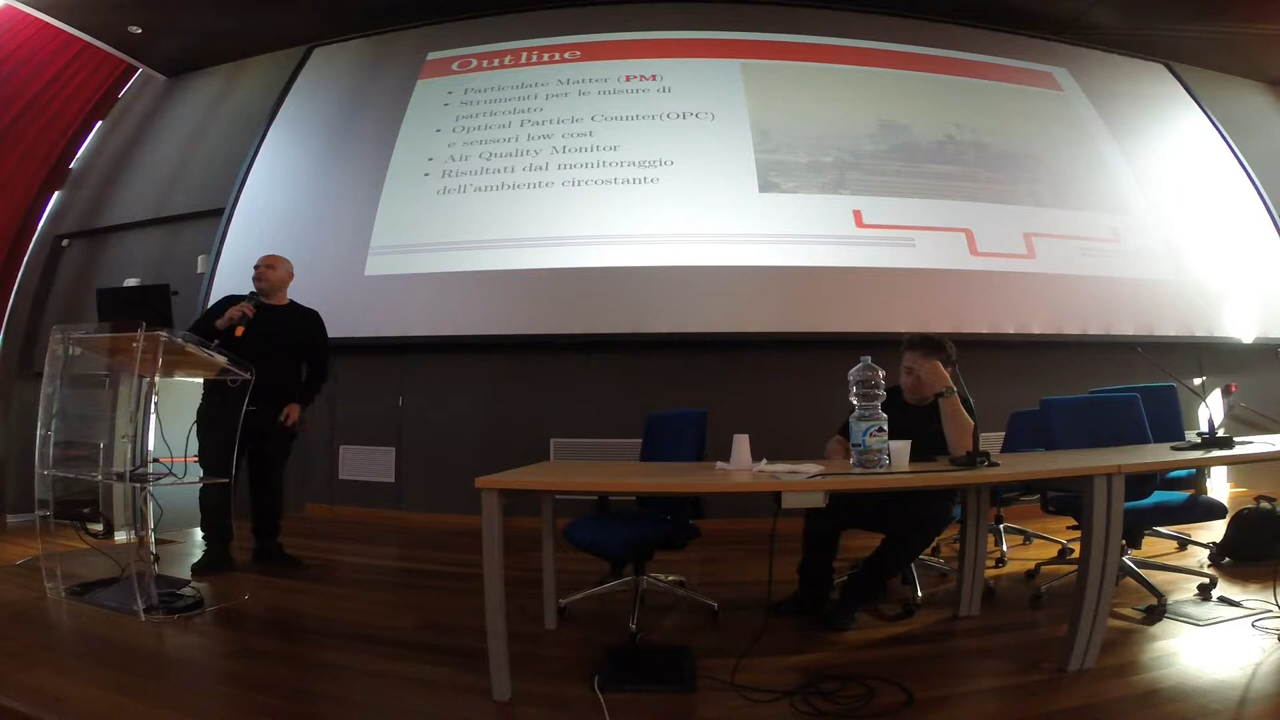 Outline
• Particulate Matter (PM)
• Strumenti per le misure di
particolato
• Optical Particle Counter(OPC)
e sensori low cost
• Air Quality Monitor
• Risultati dal monitoraggio
dell'ambiente circostante